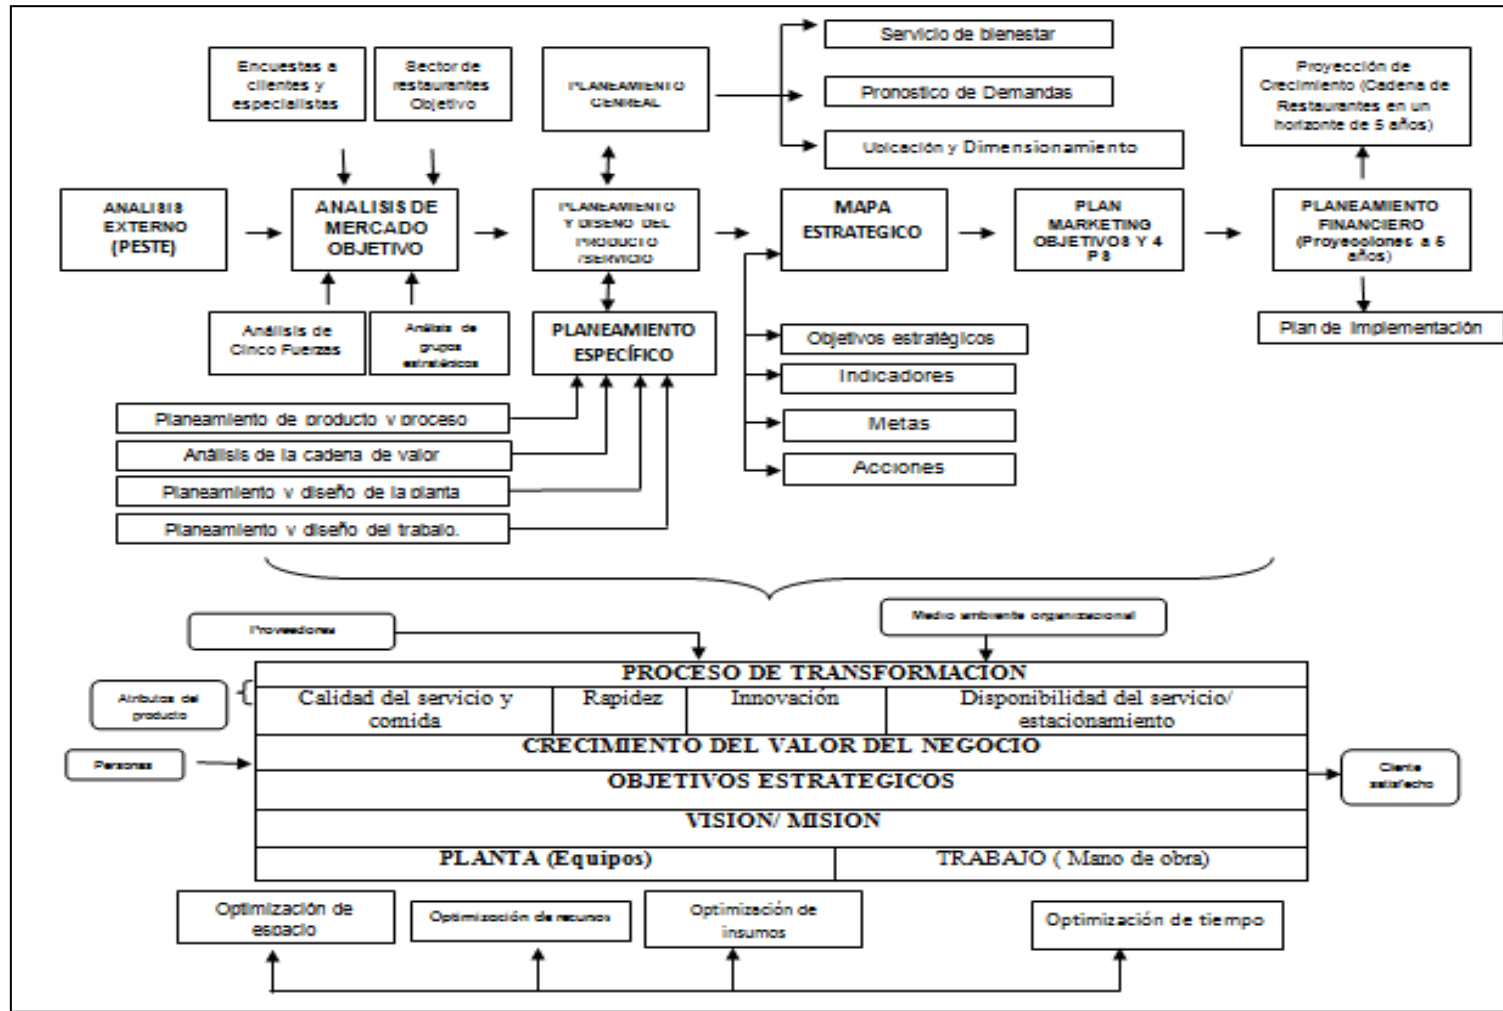 Servicio de bienestar
Encuestas a
clientes y
especialistas
Sector de
restaurantes
Objetivo
PLANEAMIENTO
GENREAL
Pronostico de Demandas
Ubicación y Dimensionamiento
Proyección de
Crecimiento (Cadena de
Restaurantes en un
horizonte de 5 años)
ANALISIS
EXTERNO
(PESTE)
ANALISIS DE
MERCADO
OBJETIVO
PLANEAMIENTO
Y DISEÑO DEL
PRODUCTO
/SERVICIO
MAPA
ESTRATEGICO
PLAN
MARKETING
OBJETIVOS Y 4
PS
PLANEAMIENTO
FINANCIERO
(Proyecciones a 5
años)
Análisis de
Cinco Fuerzas
Análisis de
grupos
estratégicos
PLANEAMIENTO
ESPECÍFICO
Objetivos estratégicos
Plan de Implementación
Indicadores
Metas
Acciones
Planeamiento de producto y proceso
Análisis de la cadena de valor
Planeamiento y diseño de la planta
Planeamiento y diseño del trabajo.
Proveedores
Medio ambiente organizacional
PROCESO DE TRANSFORMACION
Atributos del
producto
Calidad del servicio y
comida
Rapidez
Innovación
Disponibilidad del servicio/
estacionamiento
CRECIMIENTO DEL VALOR DEL NEGOCIO
Personas
OBJETIVOS ESTRATEGICOS
Cliente
satisfecho
VISION/ MISION
PLANTA (Equipos)
TRABAJO ( Mano de obra)
Optimización de
espacio
Optimización de recursos
Optimización de
insumos
Optimización de tiempo